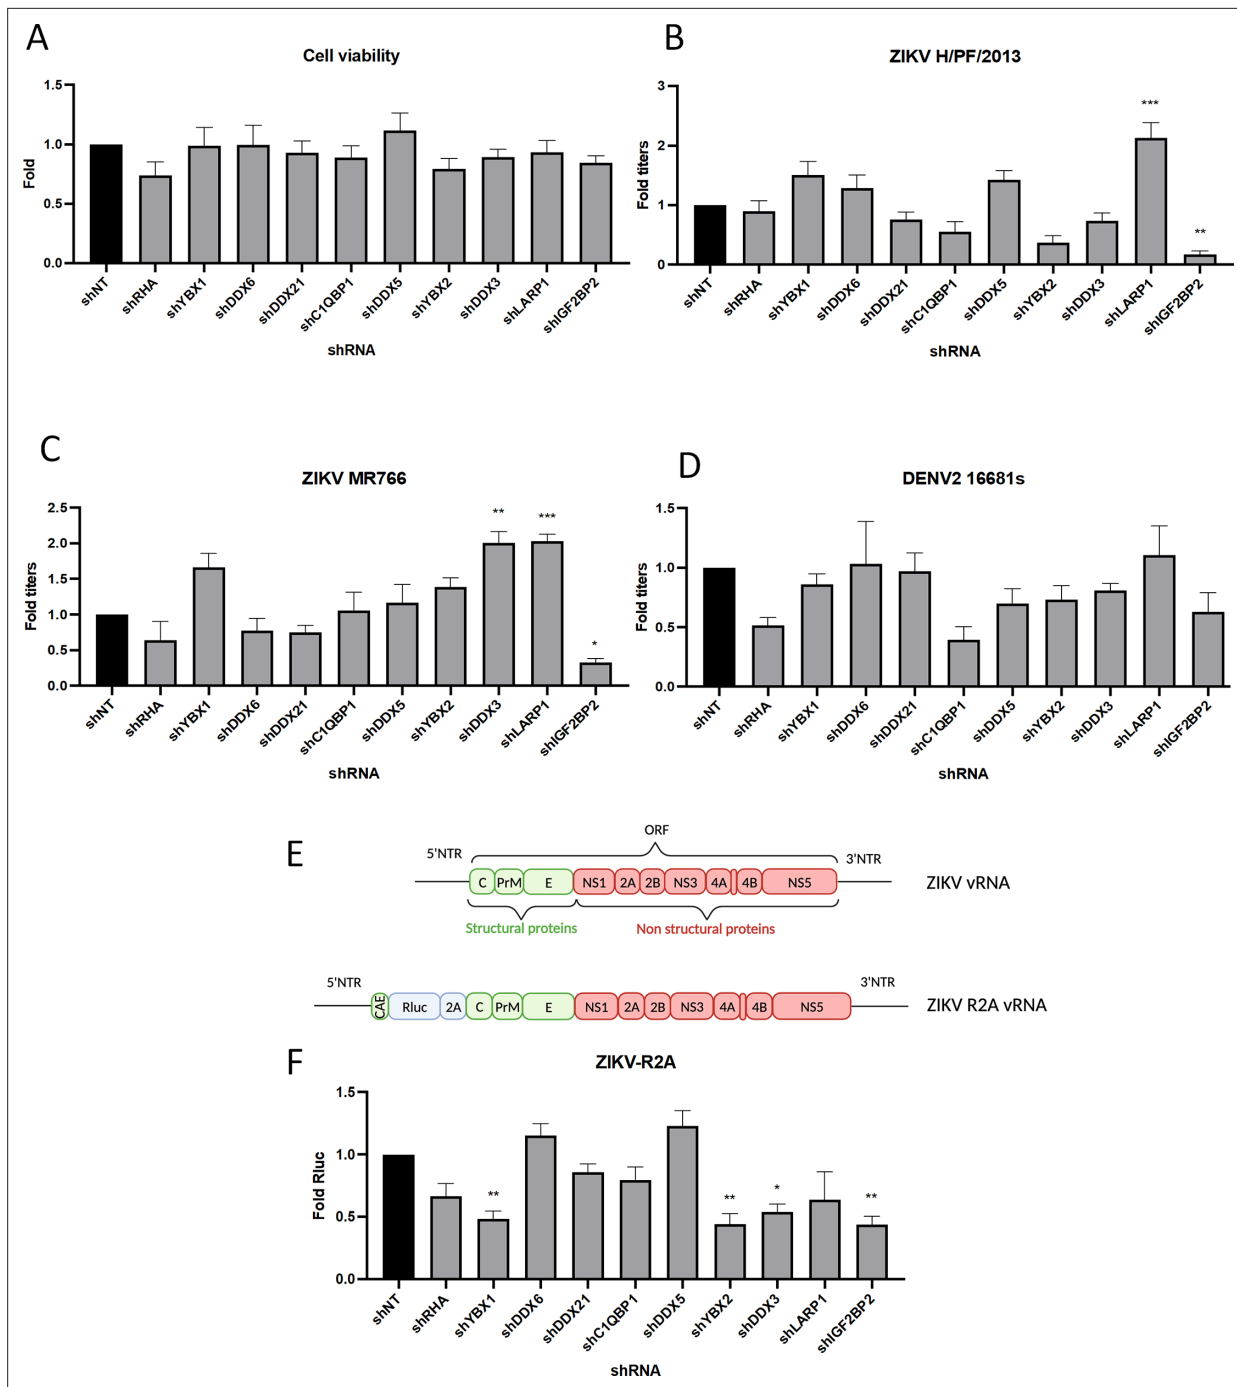 A
Cell viability
Fold
1.5
1.0
0.5
0.0
shNT
shRHA
shYBX1
shDDX6
shDDX21
shC1QBP1
shDDX5
shYBX2
shDDX3
shLARP1
shIGF2BP2
shRNA
B
ZIKV H/PF/2013
Fold titers
3
2
1
0
***
**
shNT
shRHA
shYBX1
shDDX6
shDDX21
shC1QBP1
shDDX5
shYBX2
shDDX3
shLARP1
shIGF2BP2
shRNA
C
ZIKV MR766
Fold titers
2.5
2.0
1.5
1.0
0.5
0.0
**
***
*
shNT
shRHA
shYBX1
shDDX6
shDDX21
shC1QBP1
shDDX5
shYBX2
shDDX3
shLARP1
shIGF2BP2
shRNA
D
DENV2 16681s
Fold titers
1.5
1.0
0.5
0.0
shNT
shRHA
shYBX1
shDDX6
shDDX21
shC1QBP1
shDDX5
shYBX2
shDDX3
shLARP1
shIGF2BP2
shRNA
E
ORF
5'NTR
3'NTR
C PrM E NS1 2A 2B NS3 4A 4B NS5
ZIKV vRNA
Structural proteins
Non structural proteins
5'NTR
3'NTR
CAE Rluc 2A C PrM E NS1 2A 2B NS3 4A 4B NS5
ZIKV R2A vRNA
F
ZIKV-R2A
Fold Rluc
1.5
1.0
0.5
0.0
**
**
*
**
shNT
shRHA
shYBX1
shDDX6
shDDX21
shC1QBP1
shDDX5
shYBX2
shDDX3
shLARP1
shIGF2BP2
shRNA